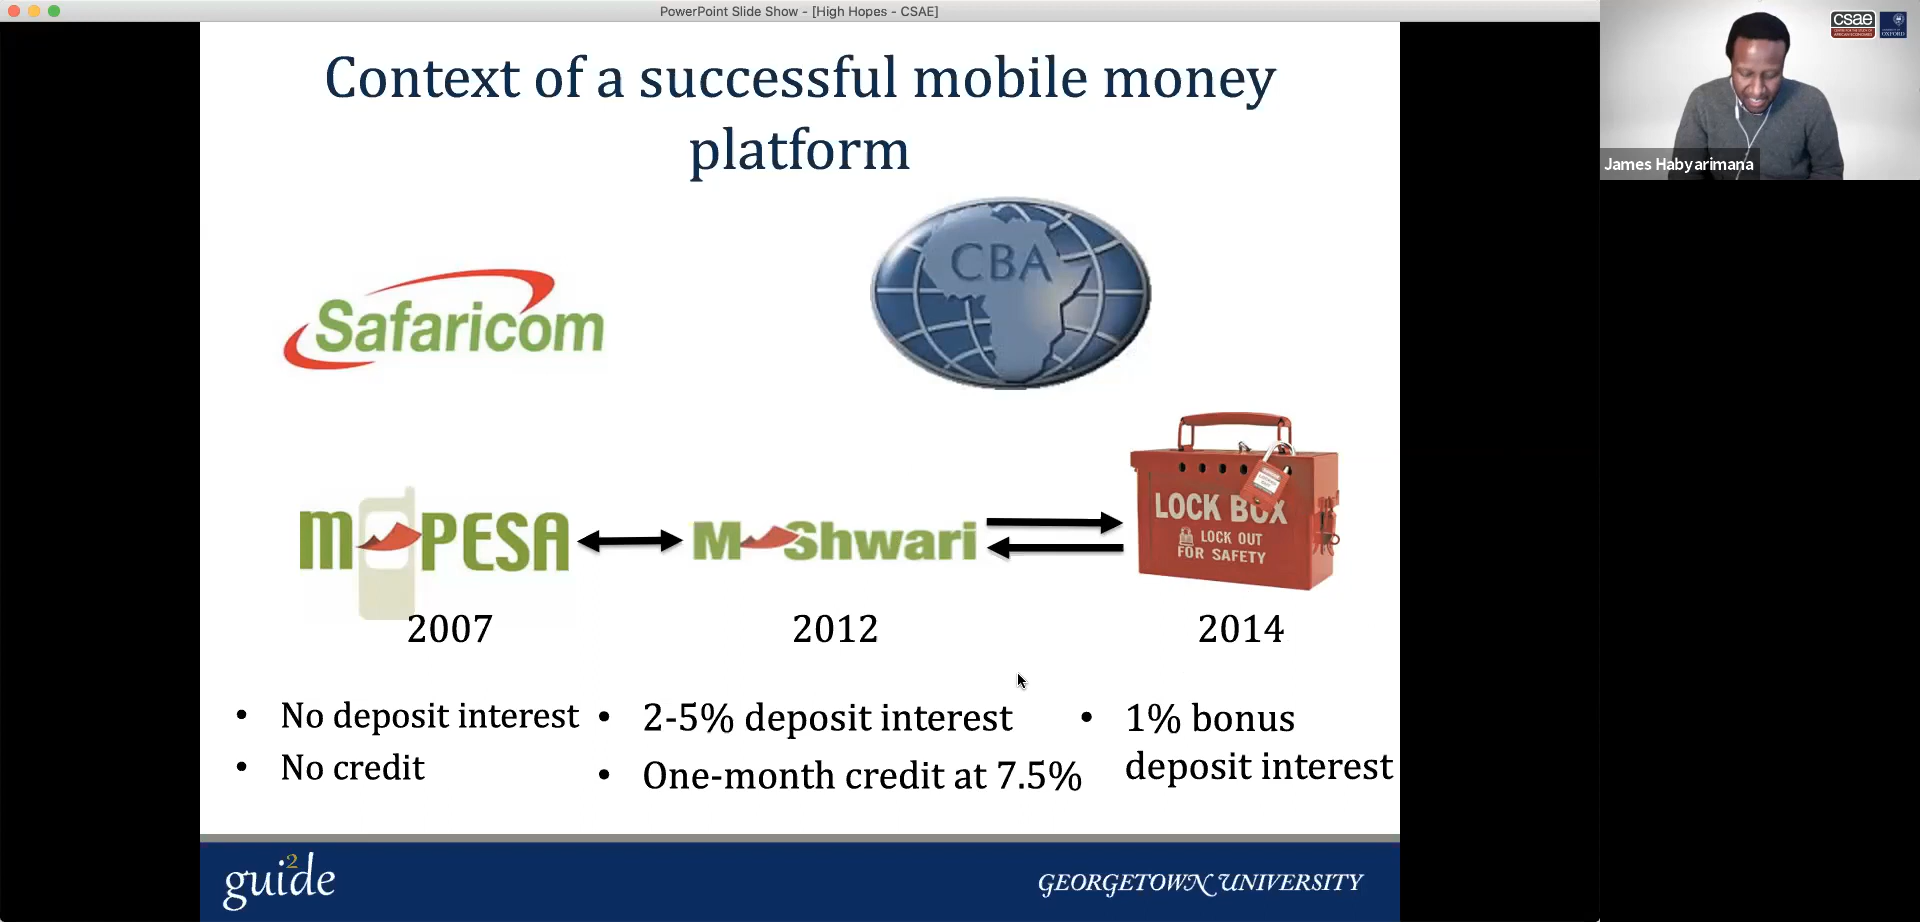 PowerPoint Slide Show - [High Hopes - CSAE]
Context of a successful mobile money
platform
csae
OXFORD
James Habyarimana
CBA
Safaricom
LOCK BOX
LOCK OUT
FOR SAFETY
M PESA
M Shwari
2007
2012
2014
• No deposit interest
• No credit
• 2-5% deposit interest
• One-month credit at 7.5%
• 1% bonus
deposit interest
gui2de
GEORGETOWN UNIVERSITY